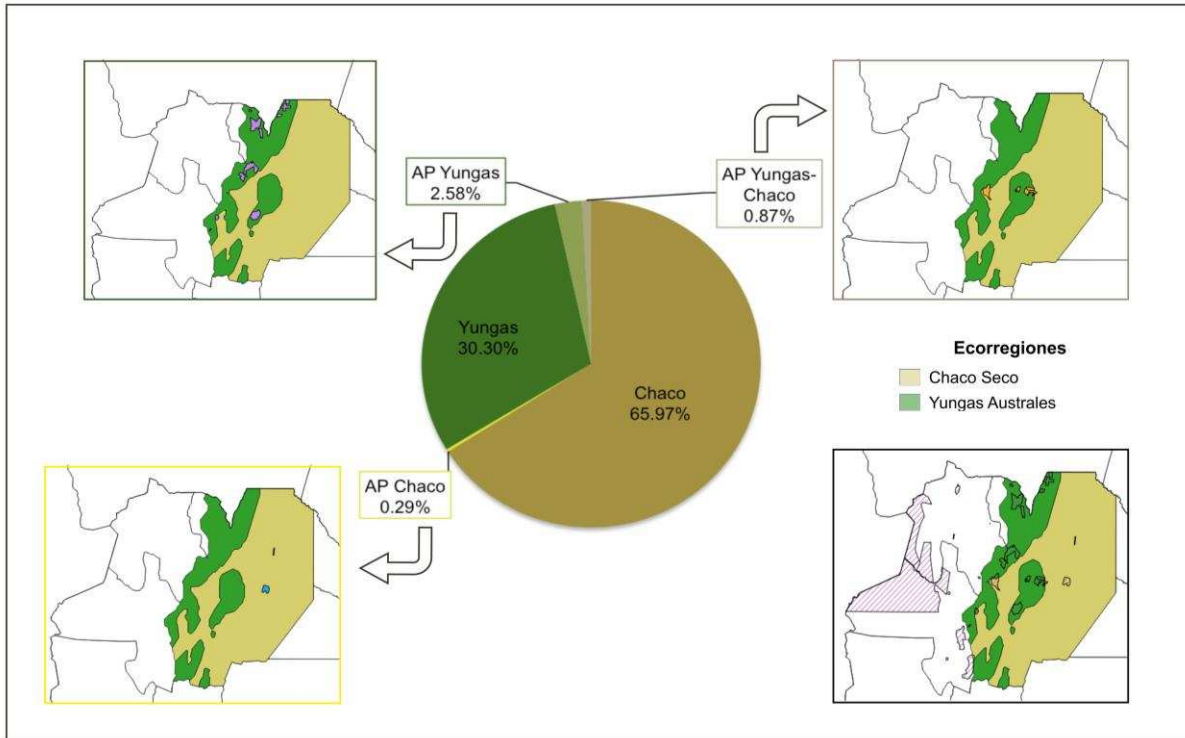 AP Yungas
2.58%
AP Yungas-
Chaco
0.87%
Yungas
30.30%
Chaco
65.97%
Ecorregiones
Chaco Seco
Yungas Australes
AP Chaco
0.29%